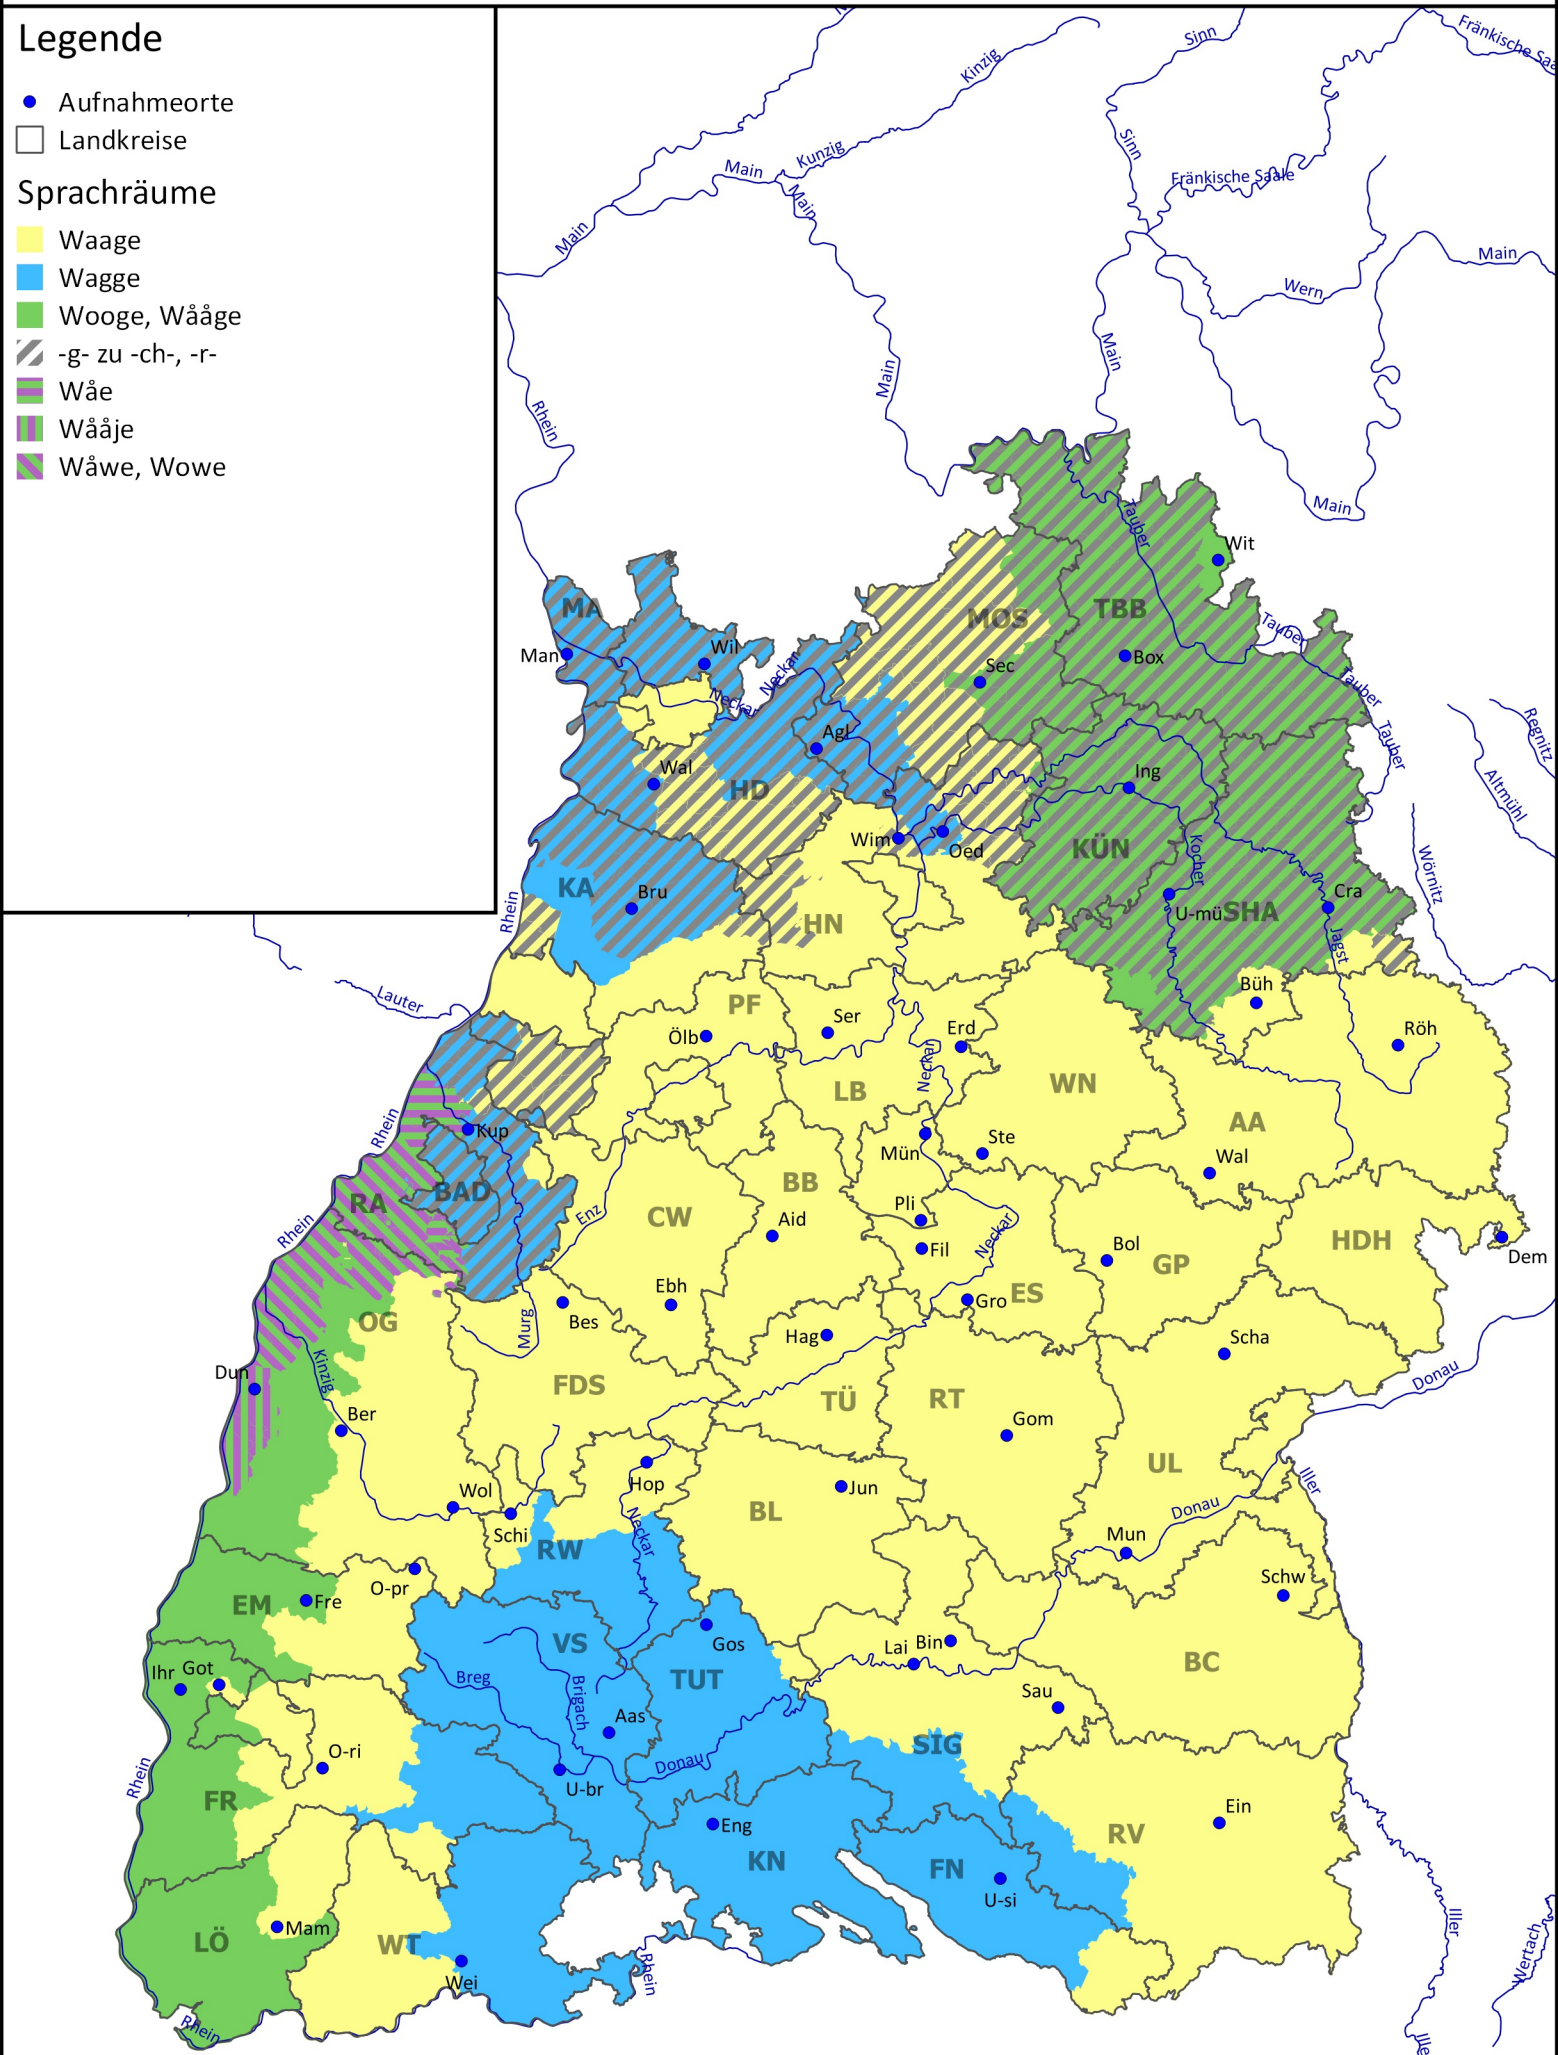 Legende
Aufnahmeorte
Landkreise
Sprachräume
Waage
Wagge
Wooge, Wååge
-g- zu -ch-, -r-
Wåe
Wååje
Wåwe, Wowe
Kinzig
Sinn
Fränkische Saa
Sinn
Kunzig
Main
Main
Fränkische Saale
Main
Main
Wern
Main
Main
Rhein
Main
Tauber
Wit
MA
MOS
TBB
Tauber
Man
Wil
Neckar
Sec
Box
Neckar
Tauber
Regnitz
Agl
Tauber
Wal
HD
Ing
Altmühl
Wim
Oed
KÜN
Kocher
Wörnitz
KA
Bru
Rhein
HN
U-mü
SHA
Cra
Jagst
Lauter
PF
Büh
Ölb
Ser
Erd
Röh
Neckar
LB
WN
AA
Rhein
Kup
Mün
Ste
Wal
BAD
BB
RA
Enz
CW
Aid
Pli
Fil
Neckar
Bol
GP
HDH
Dem
Rhein
Ebh
Gro
ES
OG
Murg
Bes
Hag
Scha
Kinzig
Dun
FDS
TÜ
RT
Donau
Ber
Gom
UL
Hop
Jun
Iller
Wol
BL
Donau
Schi
RW
Neckar
Mun
O-pr
Schw
EM
Fre
VS
Gos
Lai
Bin
BC
Ihr
Got
Breg
Brigach
TUT
Sau
Aas
SIG
O-ri
Donau
Rhein
U-br
FR
Eng
Ein
RV
KN
FN
U-si
Mam
LÖ
WT
Wei
Rhein
Iller
Wertach
Rhein
Ille